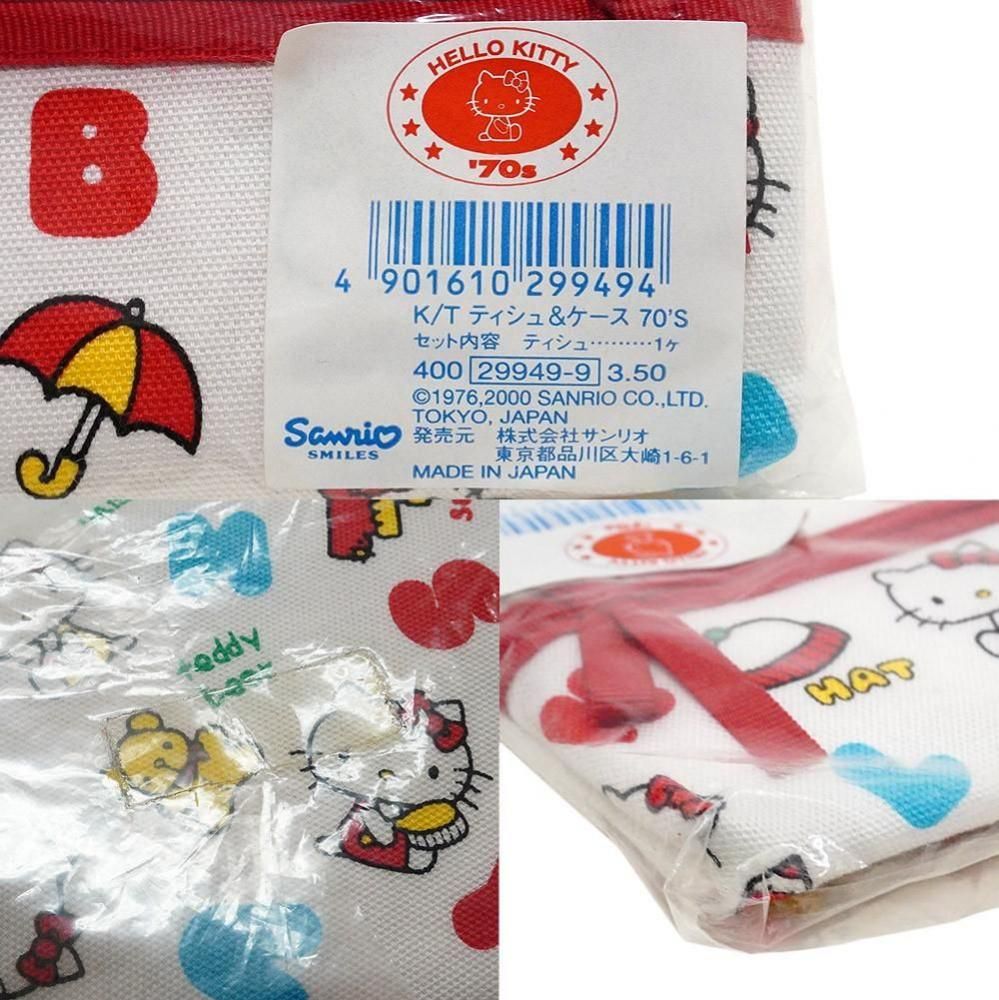 B
HELLO KITTY
'70s
4 901610 299494
K/T ティシュ&ケース 70'S
セット内容 ティシュ………1ヶ
400 29949-9 3.50
©1976,2000 SANRIO CO.,LTD.
TOKYO, JAPAN
Sanrio
SMILES
発売元 株式会社サンリオ
東京都品川区大崎1-6-1
MADE IN JAPAN
teddy
bear
HAT